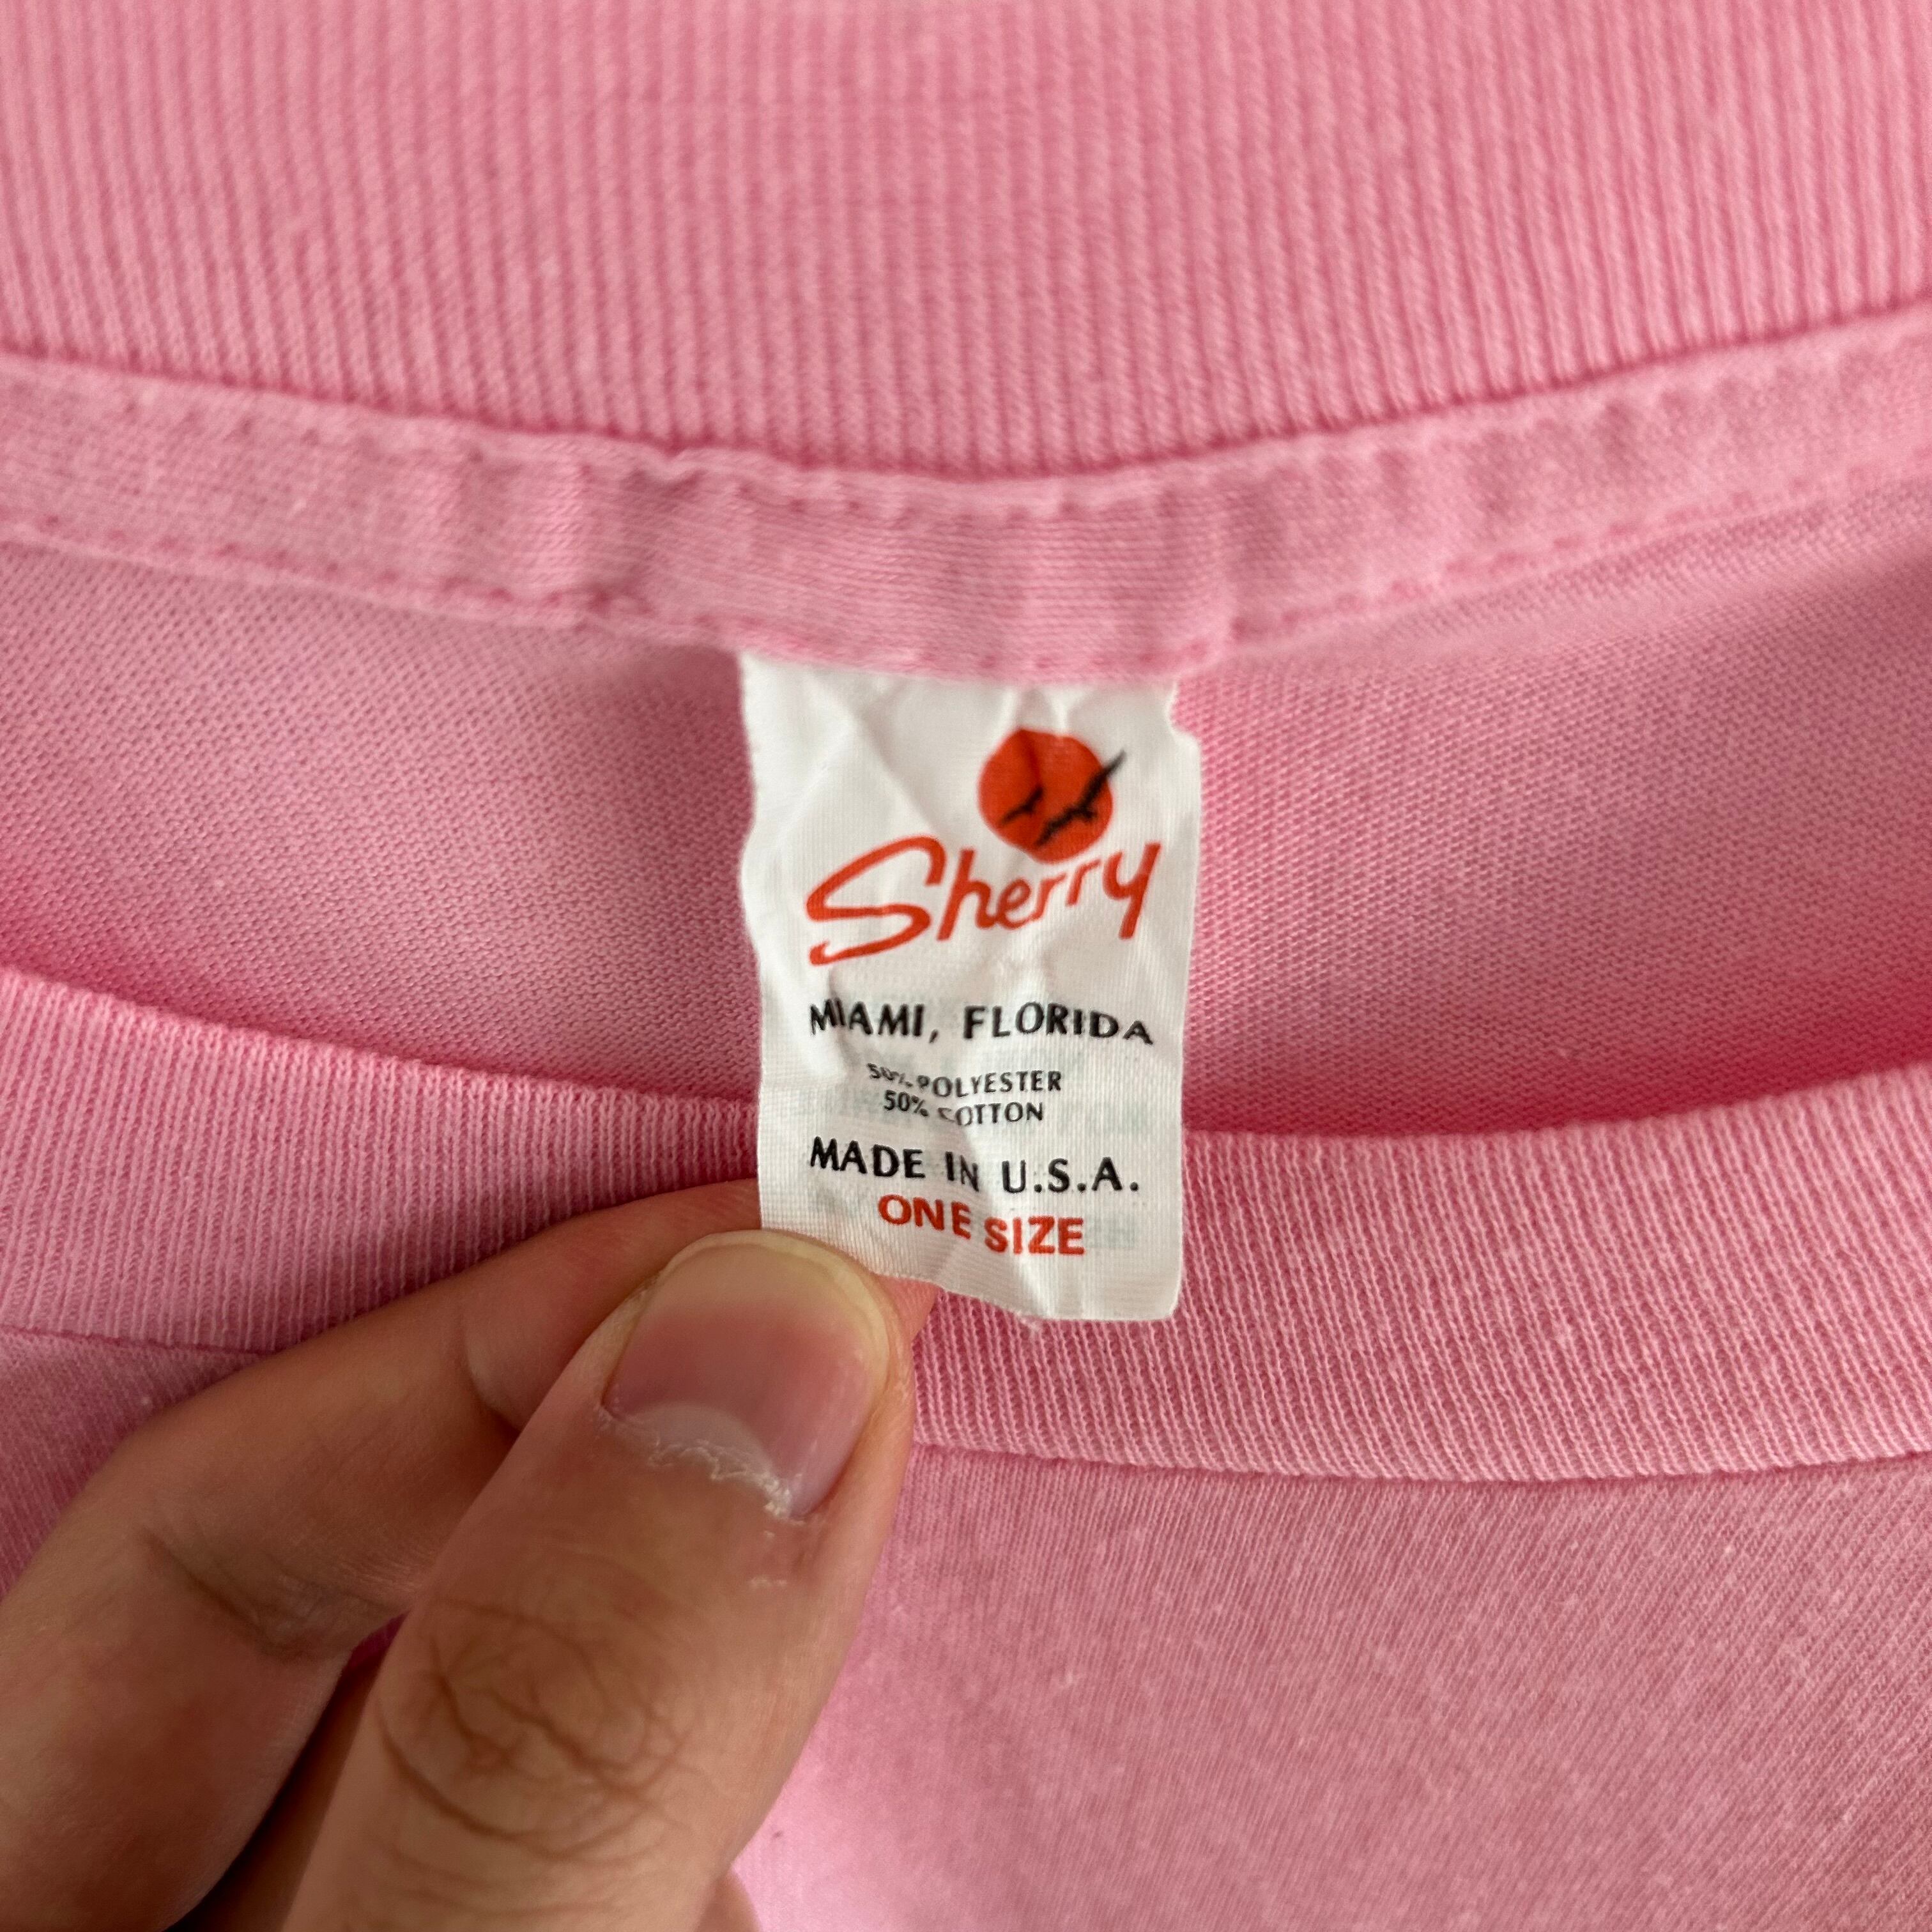 Sherry
MIAMI, FLORIDA
50% POLYESTER
50% COTTON
MADE IN U.S.A.
ONE SIZE